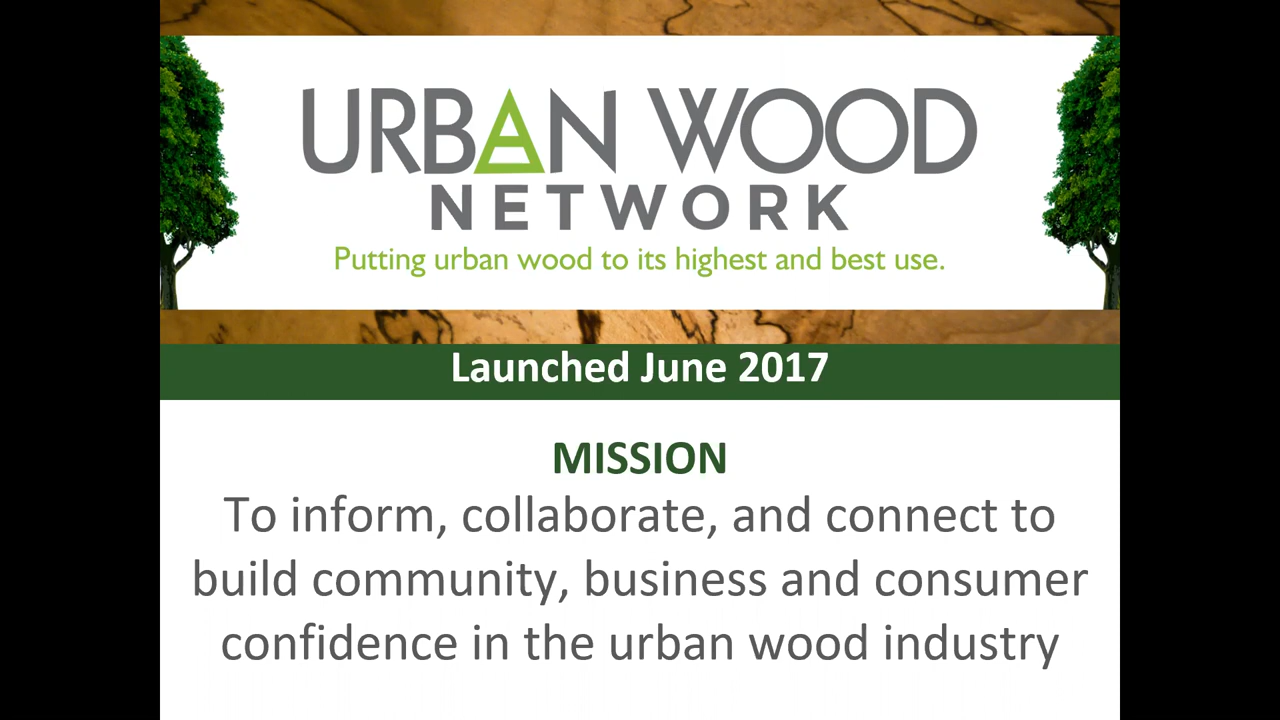 URBAN WOOD
NETWORK
Putting urban wood to its highest and best use.
Launched June 2017
MISSION
To inform, collaborate, and connect to
build community, business and consumer
confidence in the urban wood industry